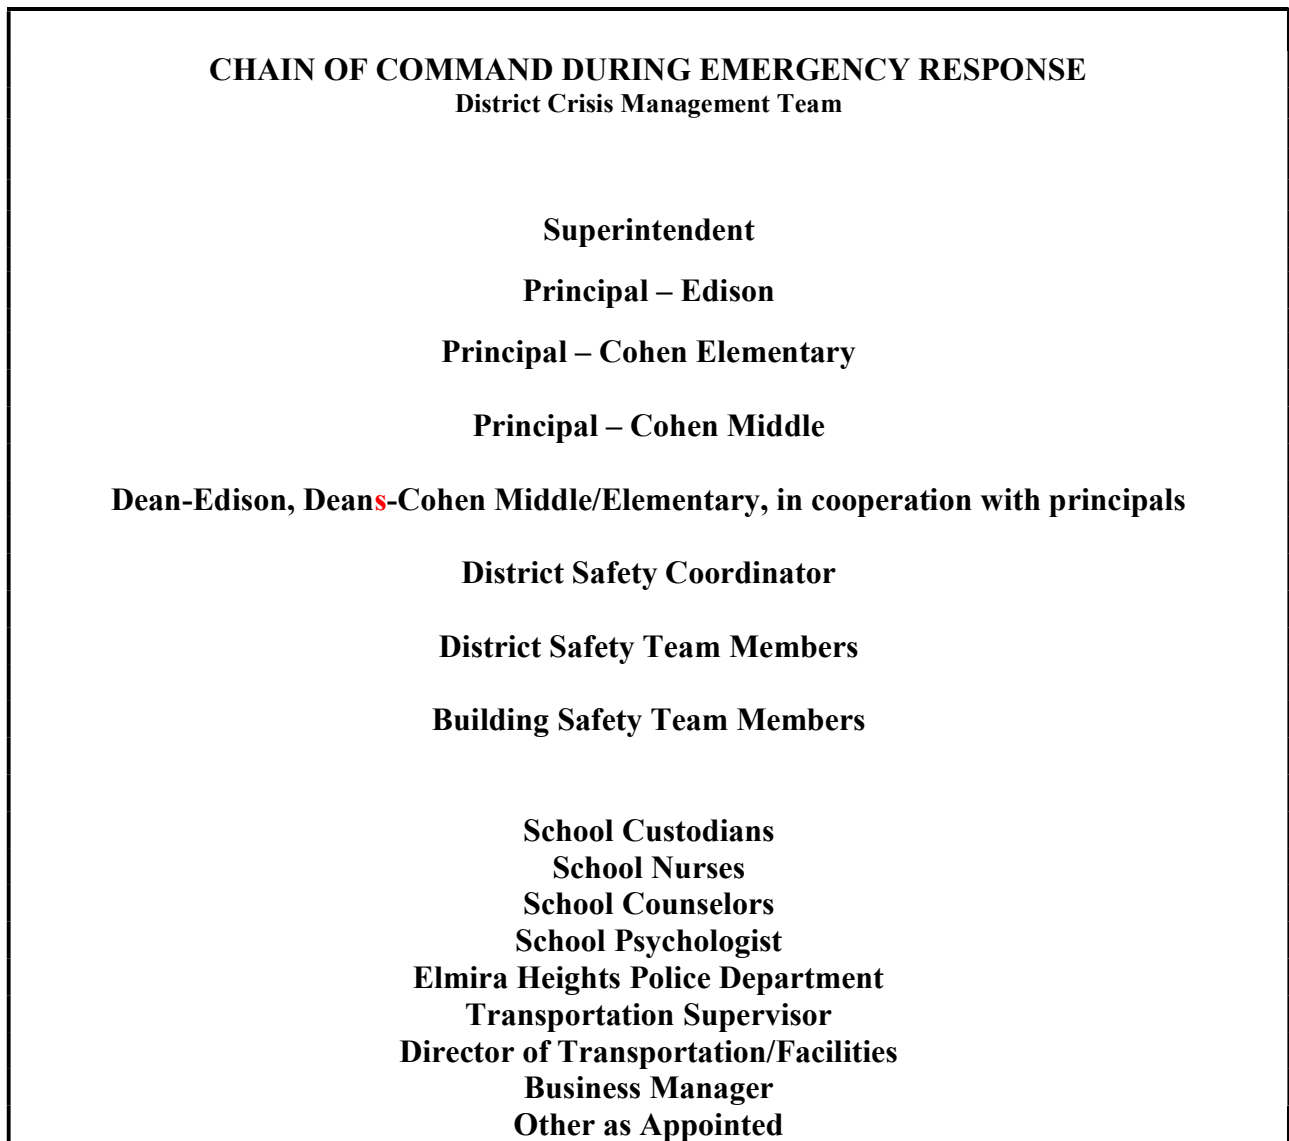 CHAIN OF COMMAND DURING EMERGENCY RESPONSE
District Crisis Management Team
Superintendent
Principal – Edison
Principal – Cohen Elementary
Principal – Cohen Middle
Dean-Edison, Deans-Cohen Middle/Elementary, in cooperation with principals
District Safety Coordinator
District Safety Team Members
Building Safety Team Members
School Custodians
School Nurses
School Counselors
School Psychologist
Elmira Heights Police Department
Transportation Supervisor
Director of Transportation/Facilities
Business Manager
Other as Appointed